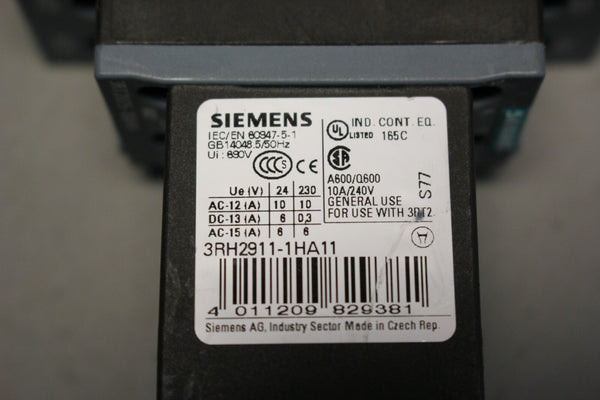 SIEMENS
IEC/EN 60947-5-1
GB14048.5/50Hz
Ui: 690V
CCC S
UL LISTED IND. CONT. EQ. 165C
A600/Q600
10A/240V
GENERAL USE
FOR USE WITH 3RT2.
S77
Ue (V) 24 230
AC-12 (A) 10 10
DC-13 (A) 6 0,3
AC-15 (A) 6 6
3RH2911-1HA11
4 011209 829381
Siemens AG, Industry Sector Made in Czech Rep.